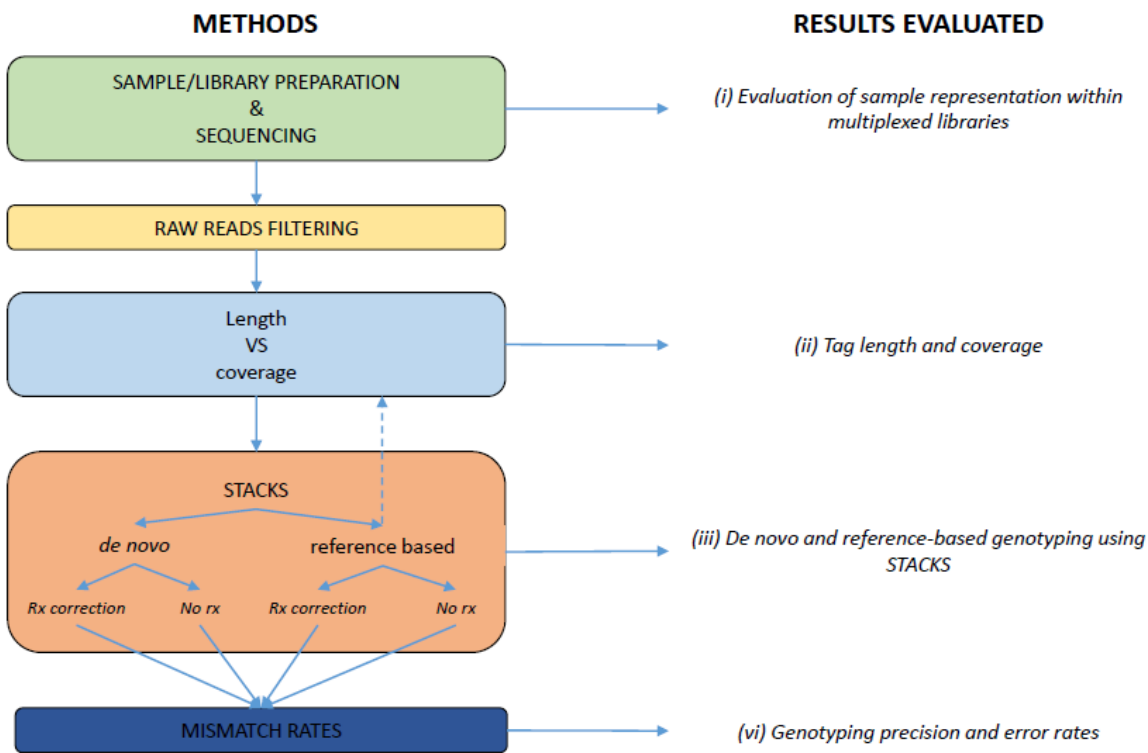 METHODS
RESULTS EVALUATED
SAMPLE/LIBRARY PREPARATION
&
SEQUENCING
(i) Evaluation of sample representation within
multiplexed libraries
RAW READS FILTERING
Length
VS
coverage
(ii) Tag length and coverage
STACKS
de novo
reference based
Rx correction
No rx
Rx correction
No rx
(iii) De novo and reference-based genotyping using
STACKS
MISMATCH RATES
(vi) Genotyping precision and error rates